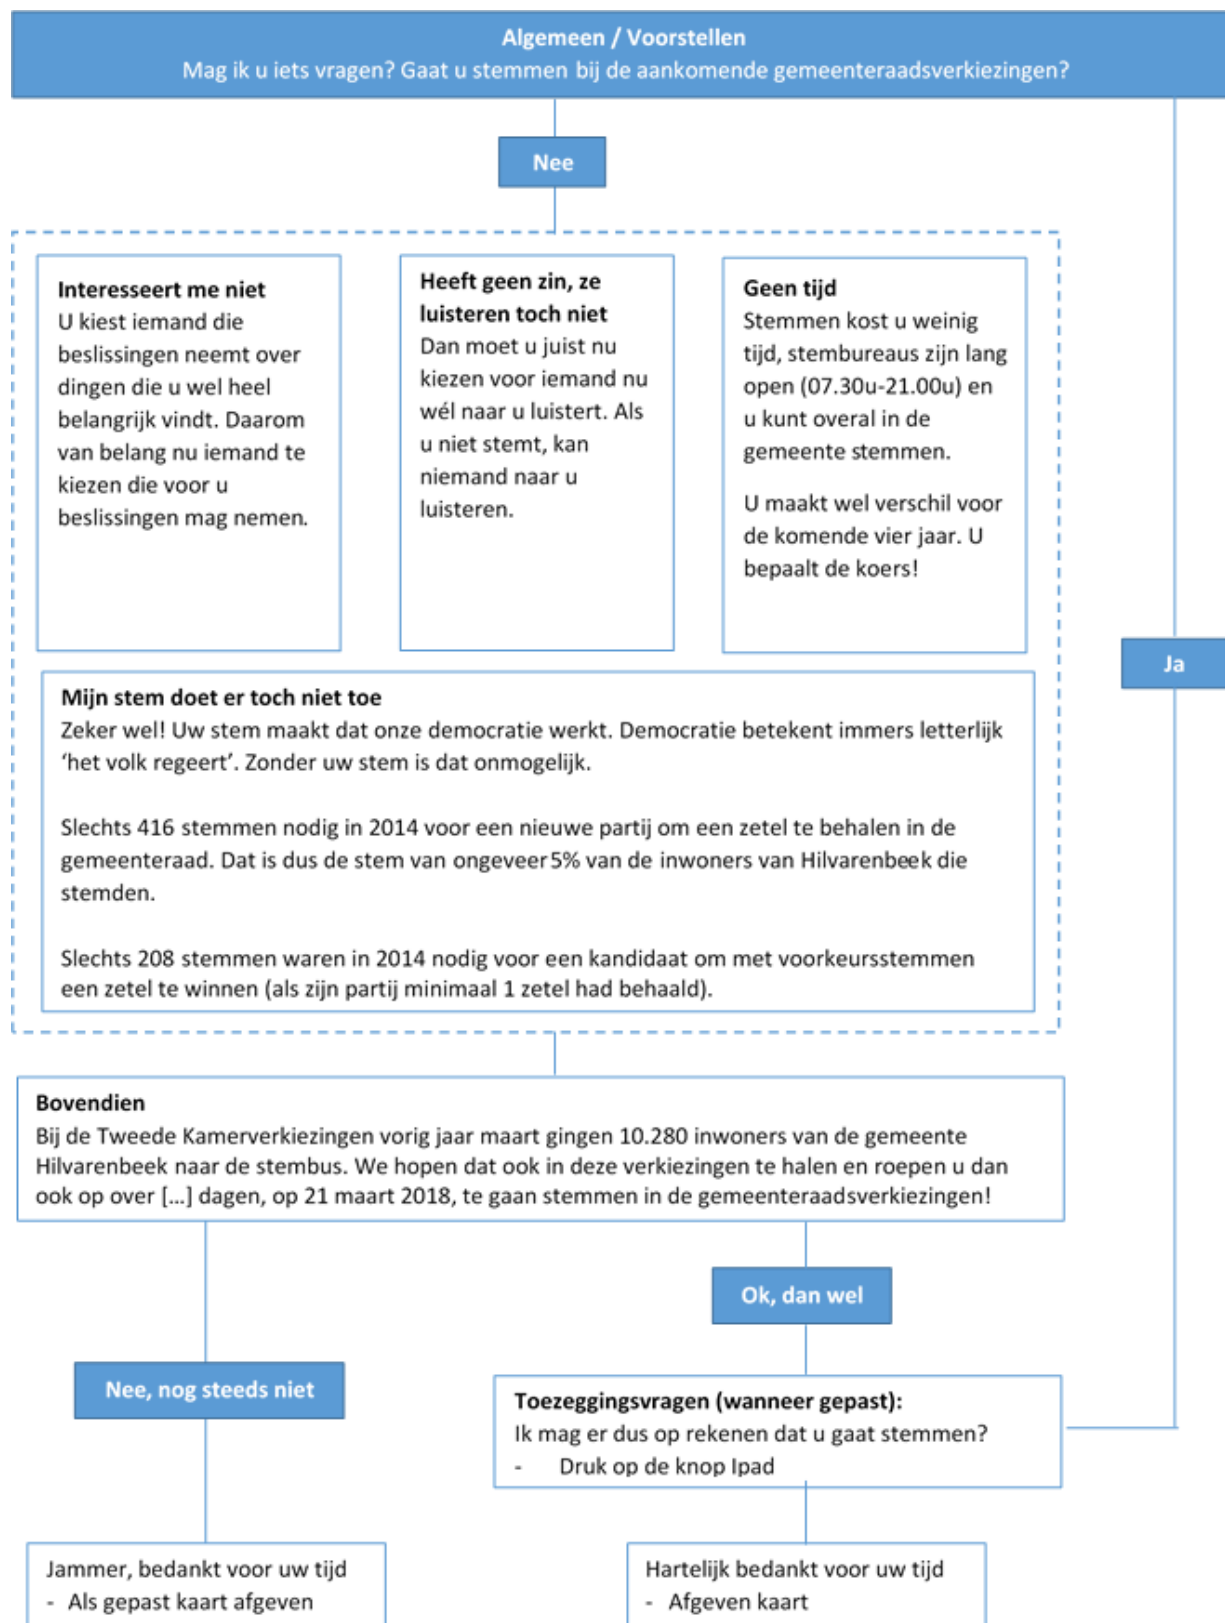 Algemeen / Voorstellen
Mag ik u iets vragen? Gaat u stemmen bij de aankomende gemeenteraadsverkiezingen?
Nee
Interesseert me niet
U kiest iemand die
beslissingen neemt over
dingen die u wel heel
belangrijk vindt. Daarom
van belang nu iemand te
kiezen die voor u
beslissingen mag nemen.
Heeft geen zin, ze
luisteren toch niet
Dan moet u juist nu
kiezen voor iemand nu
wél naar u luistert. Als
u niet stemt, kan
niemand naar u
luisteren.
Geen tijd
Stemmen kost u weinig
tijd, stembureaus zijn lang
open (07.30u-21.00u) en
u kunt overal in de
gemeente stemmen.
U maakt wel verschil voor
de komende vier jaar. U
bepaalt de koers!
Ja
Mijn stem doet er toch niet toe
Zeker wel! Uw stem maakt dat onze democratie werkt. Democratie betekent immers letterlijk
‘het volk regeert’. Zonder uw stem is dat onmogelijk.
Slechts 416 stemmen nodig in 2014 voor een nieuwe partij om een zetel te behalen in de
gemeenteraad. Dat is dus de stem van ongeveer 5% van de inwoners van Hilvarenbeek die
stemden.
Slechts 208 stemmen waren in 2014 nodig voor een kandidaat om met voorkeursstemmen
een zetel te winnen (als zijn partij minimaal 1 zetel had behaald).
Bovendien
Bij de Tweede Kamerverkiezingen vorig jaar maart gingen 10.280 inwoners van de gemeente
Hilvarenbeek naar de stembus. We hopen dat ook in deze verkiezingen te halen en roepen u dan
ook op over [...] dagen, op 21 maart 2018, te gaan stemmen in de gemeenteraadsverkiezingen!
Ok, dan wel
Nee, nog steeds niet
Toezeggingsvragen (wanneer gepast):
Ik mag er dus op rekenen dat u gaat stemmen?
- Druk op de knop Ipad
Jammer, bedankt voor uw tijd
- Als gepast kaart afgeven
Hartelijk bedankt voor uw tijd
- Afgeven kaart